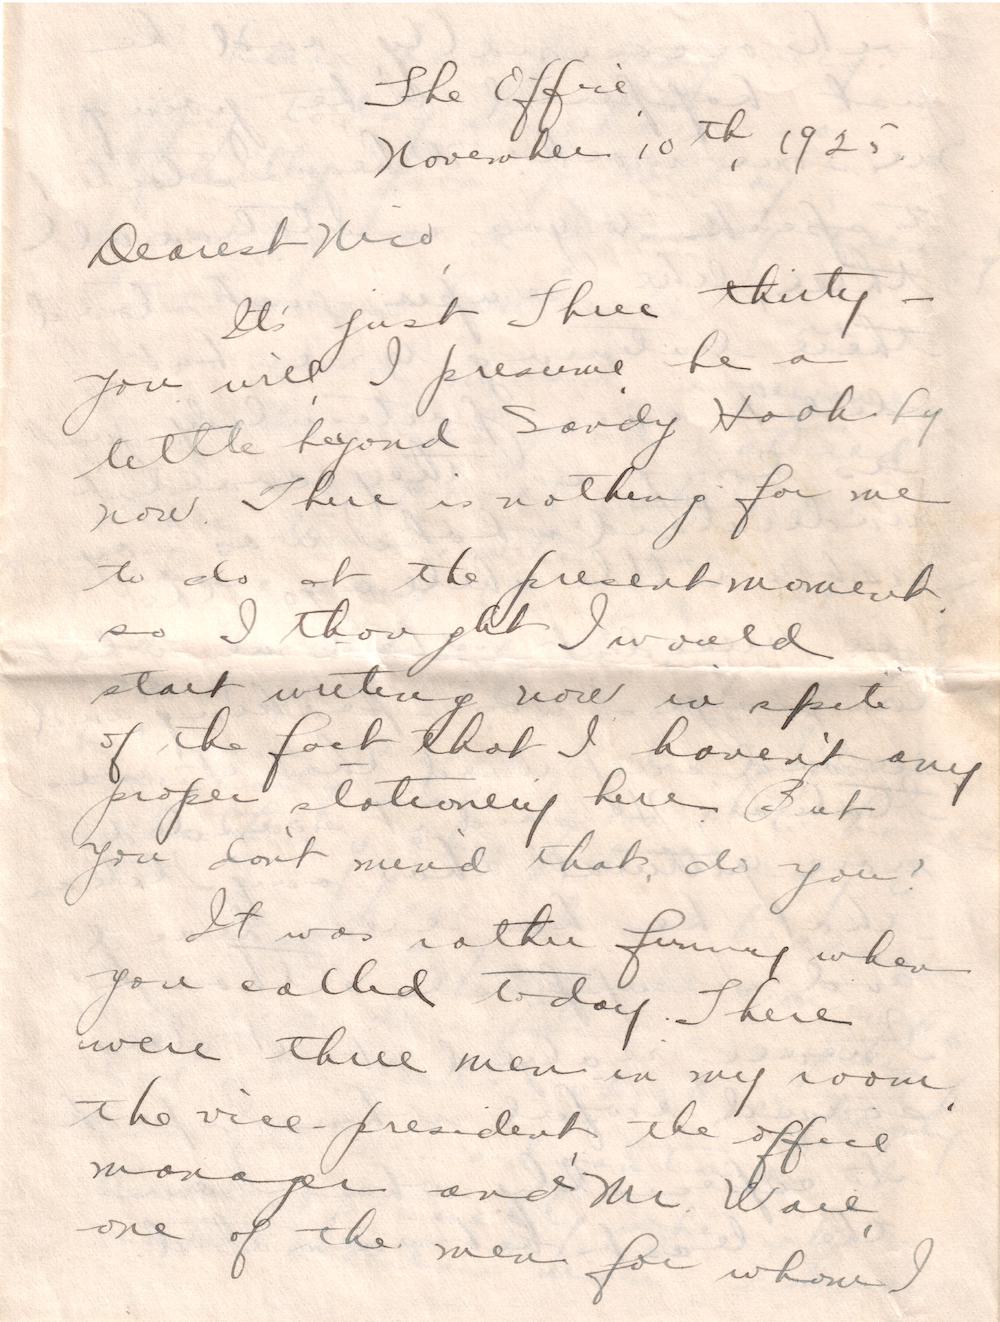 The Office,
November 10th, 1925.
Dearest Nico,
It's just Three thirty –
you will, I presume, be a
little beyond Sandy Hook by
now. There is nothing for me
to do at the present moment,
so I thought I would
start writing now in spite
of the fact that I haven't any
proper stationery here. But
you don't mind that, do you?
It was rather funny when
you called today. There
were three men in my room,
the vice-president the office
manager and Mr. Ware,
one of the men for whom I